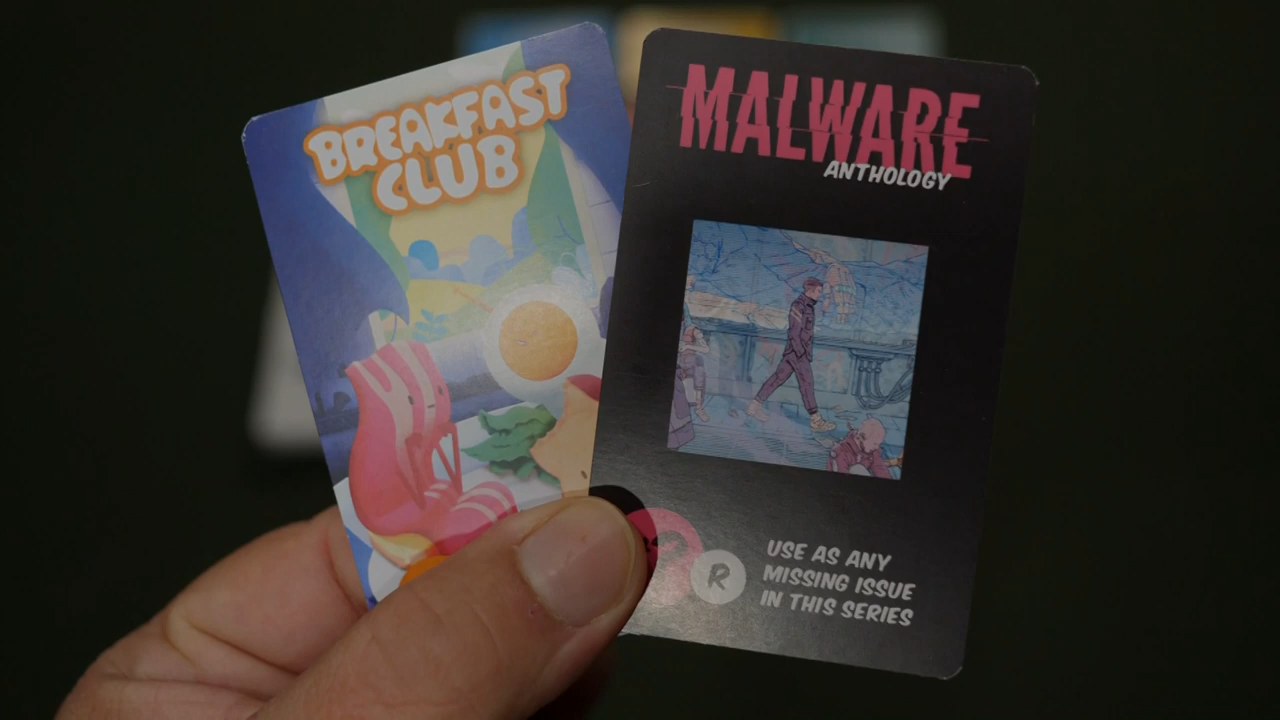 BREAKFAST
CLUB
MALWARE
ANTHOLOGY
R
USE AS ANY
MISSING ISSUE
IN THIS SERIES